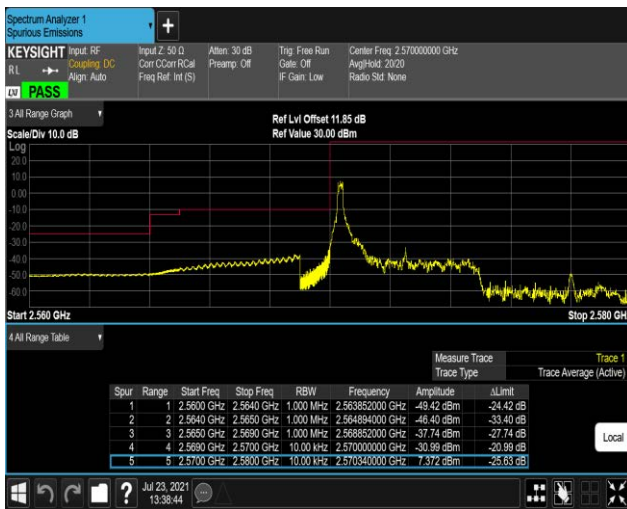 Spectrum Analyzer 1
Spurious Emissions
KEYSIGHT Input: RF Input Z: 50 Ω Atten: 30 dB Trig: Free Run Center Freq: 2.570000000 GHz
RL Coupling: DC Corr CCorr RCal Preamp: Off Gate: Off Avg|Hold: 20/20
Align: Auto Freq Ref: Int (S) IF Gain: Low Radio Std: None
LXI PASS
3 All Range Graph
Ref Lvl Offset 11.85 dB
Scale/Div 10.0 dB Ref Value 30.00 dBm
Log
20.0
10.0
0.00
-10.0
-20.0
-30.0
-40.0
-50.0
-60.0
Start 2.560 GHz Stop 2.580 GH
4 All Range Table
Measure Trace Trace 1
Trace Type Trace Average (Active)
Spur Range Start Freq Stop Freq RBW Frequency Amplitude ΔLimit
1 1 2.5600 GHz 2.5640 GHz 1.000 MHz 2.563852000 GHz -49.42 dBm -24.42 dB
2 2 2.5640 GHz 2.5650 GHz 1.000 MHz 2.564894000 GHz -46.40 dBm -33.40 dB
3 3 2.5650 GHz 2.5690 GHz 1.000 MHz 2.568852000 GHz -37.74 dBm -27.74 dB
4 4 2.5690 GHz 2.5700 GHz 10.00 kHz 2.570000000 GHz -30.99 dBm -20.99 dB
5 5 2.5700 GHz 2.5800 GHz 10.00 kHz 2.570340000 GHz 7.372 dBm -25.63 dB
Local
Jul 23, 2021
13:38:44